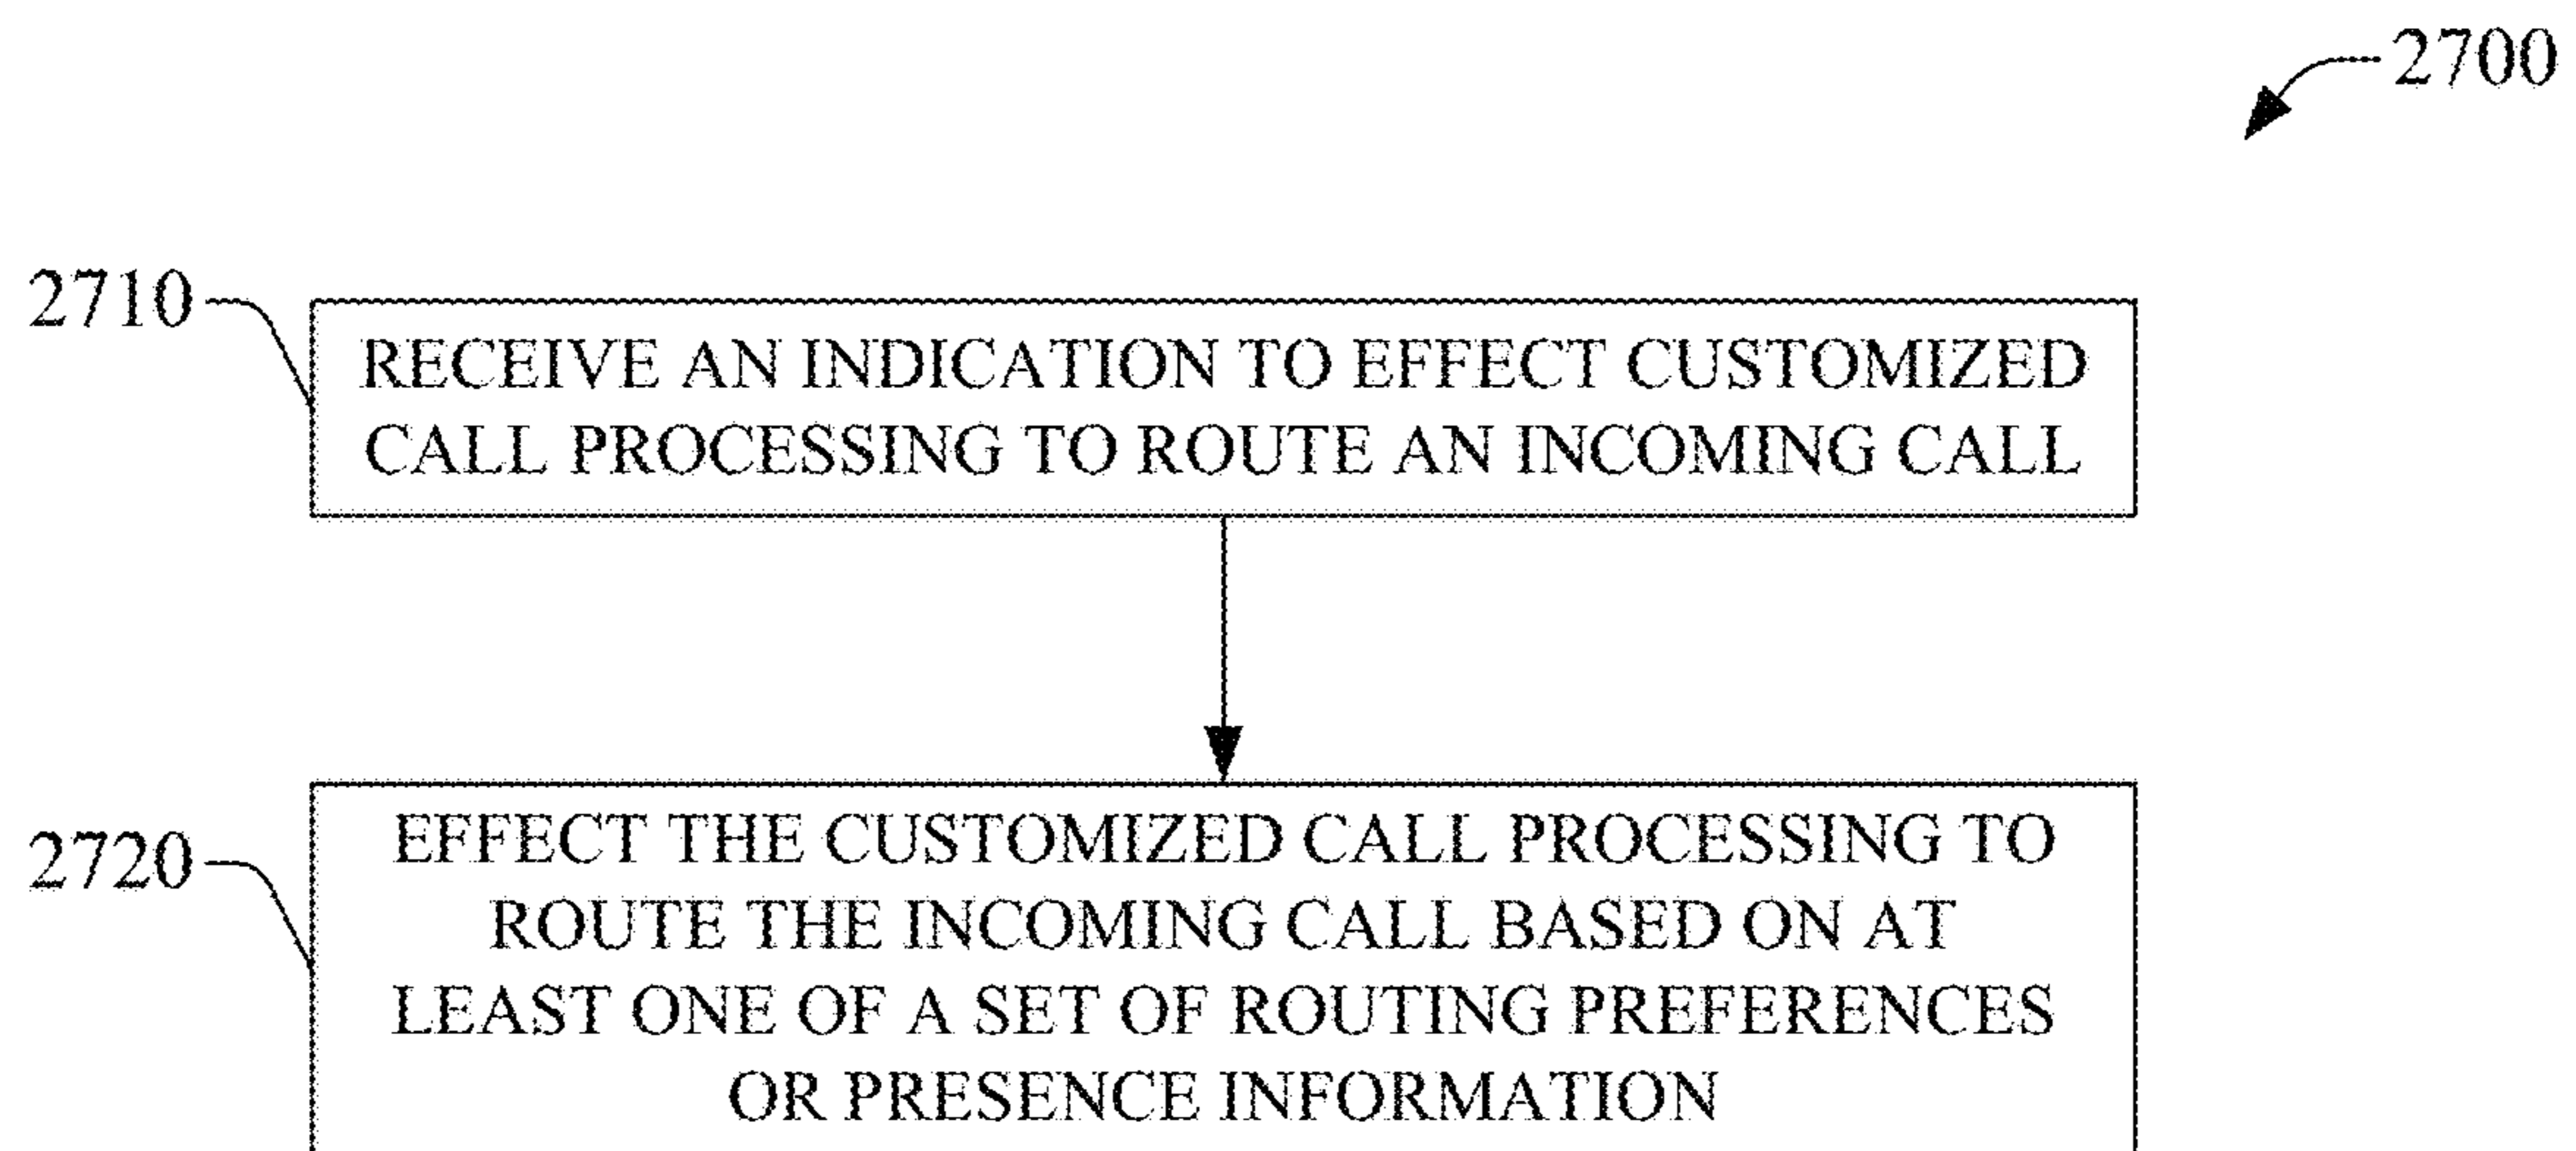 2700
2710
RECEIVE AN INDICATION TO EFFECT CUSTOMIZED
CALL PROCESSING TO ROUTE AN INCOMING CALL
2720
EFFECT THE CUSTOMIZED CALL PROCESSING TO
ROUTE THE INCOMING CALL BASED ON AT
LEAST ONE OF A SET OF ROUTING PREFERENCES
OR PRESENCE INFORMATION